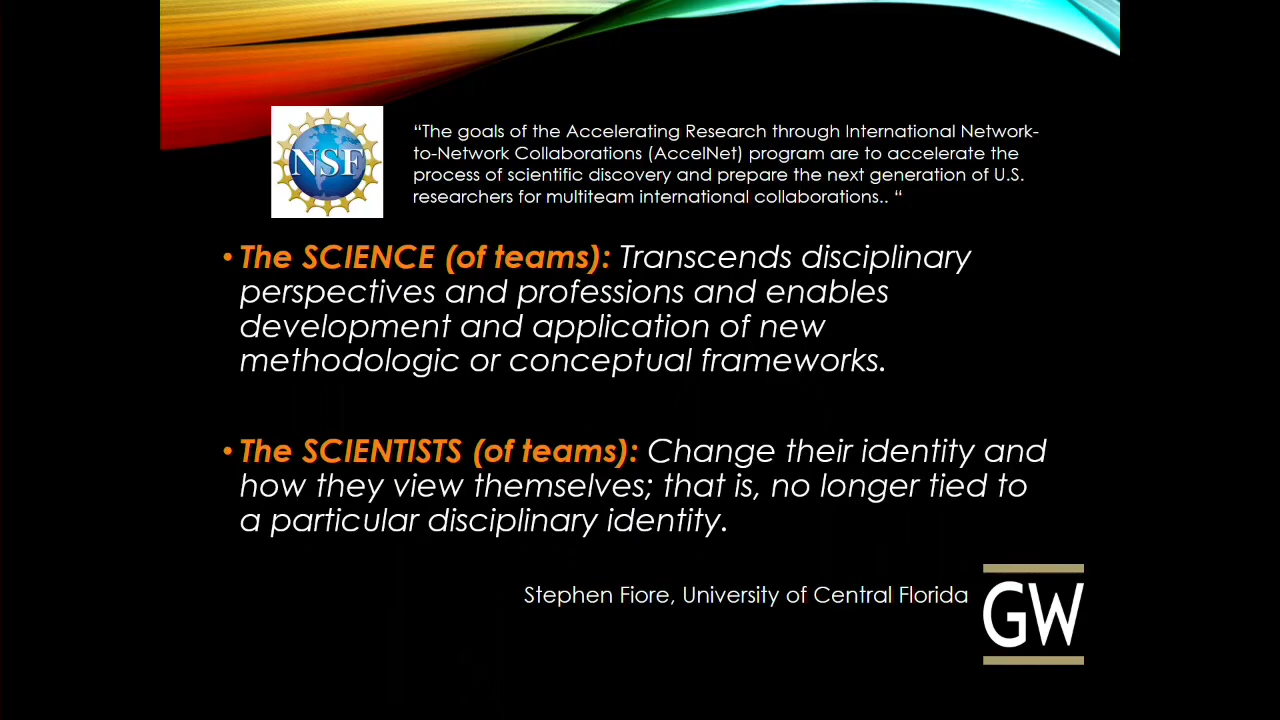 NSF
“The goals of the Accelerating Research through International Network-
to-Network Collaborations (AccelNet) program are to accelerate the
process of scientific discovery and prepare the next generation of U.S.
researchers for multiteam international collaborations.. “
• The SCIENCE (of teams): Transcends disciplinary
perspectives and professions and enables
development and application of new
methodologic or conceptual frameworks.
• The SCIENTISTS (of teams): Change their identity and
how they view themselves; that is, no longer tied to
a particular disciplinary identity.
Stephen Fiore, University of Central Florida
GW